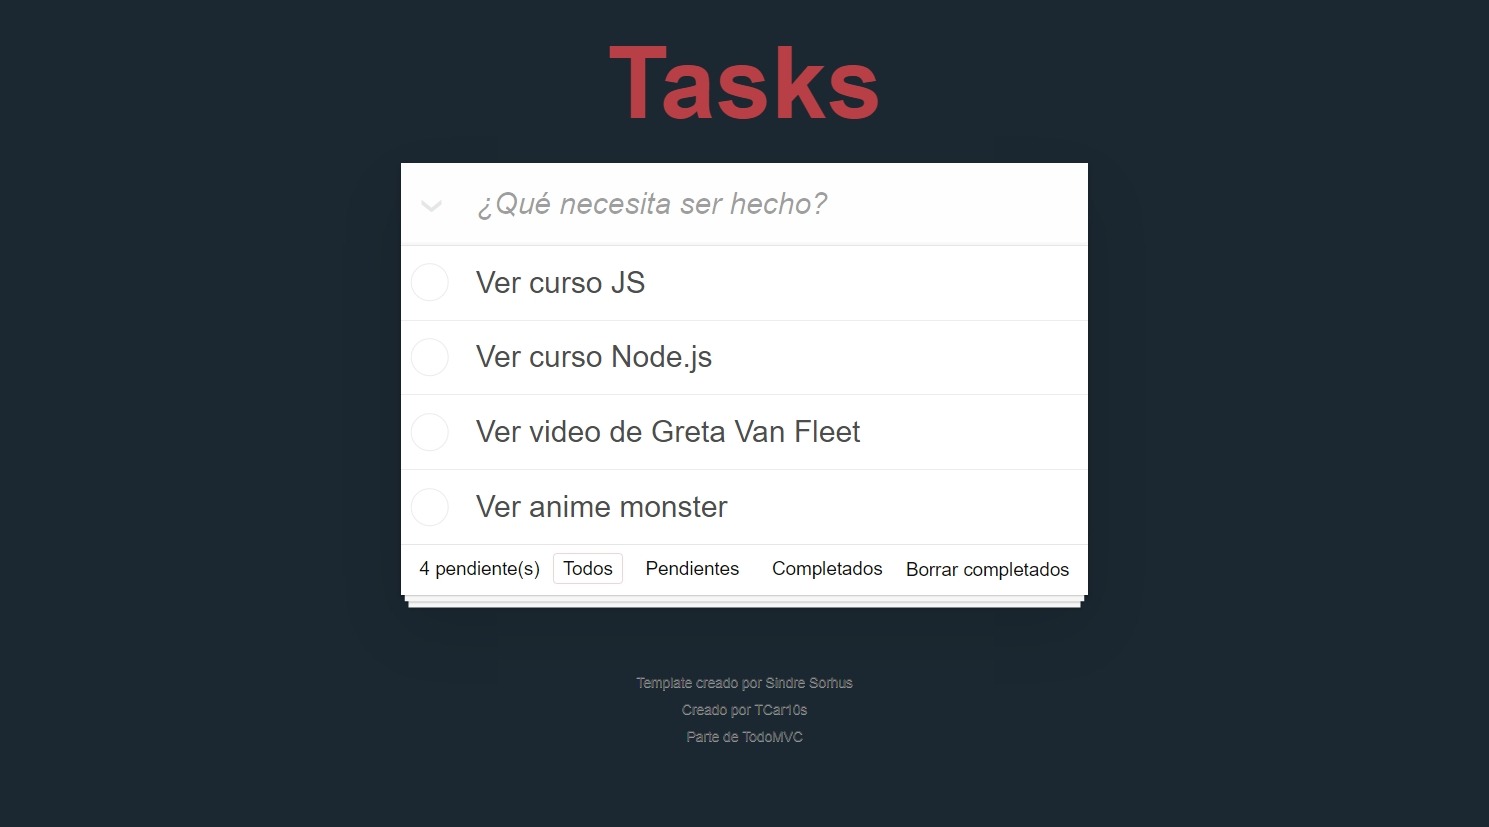 Tasks
¿Qué necesita ser hecho?
Ver curso JS
Ver curso Node.js
Ver video de Greta Van Fleet
Ver anime monster
4 pendiente(s) Todos Pendientes Completados Borrar completados
Template creado por Sindre Sorhus
Creado por TCar10s
Parte de TodoMVC